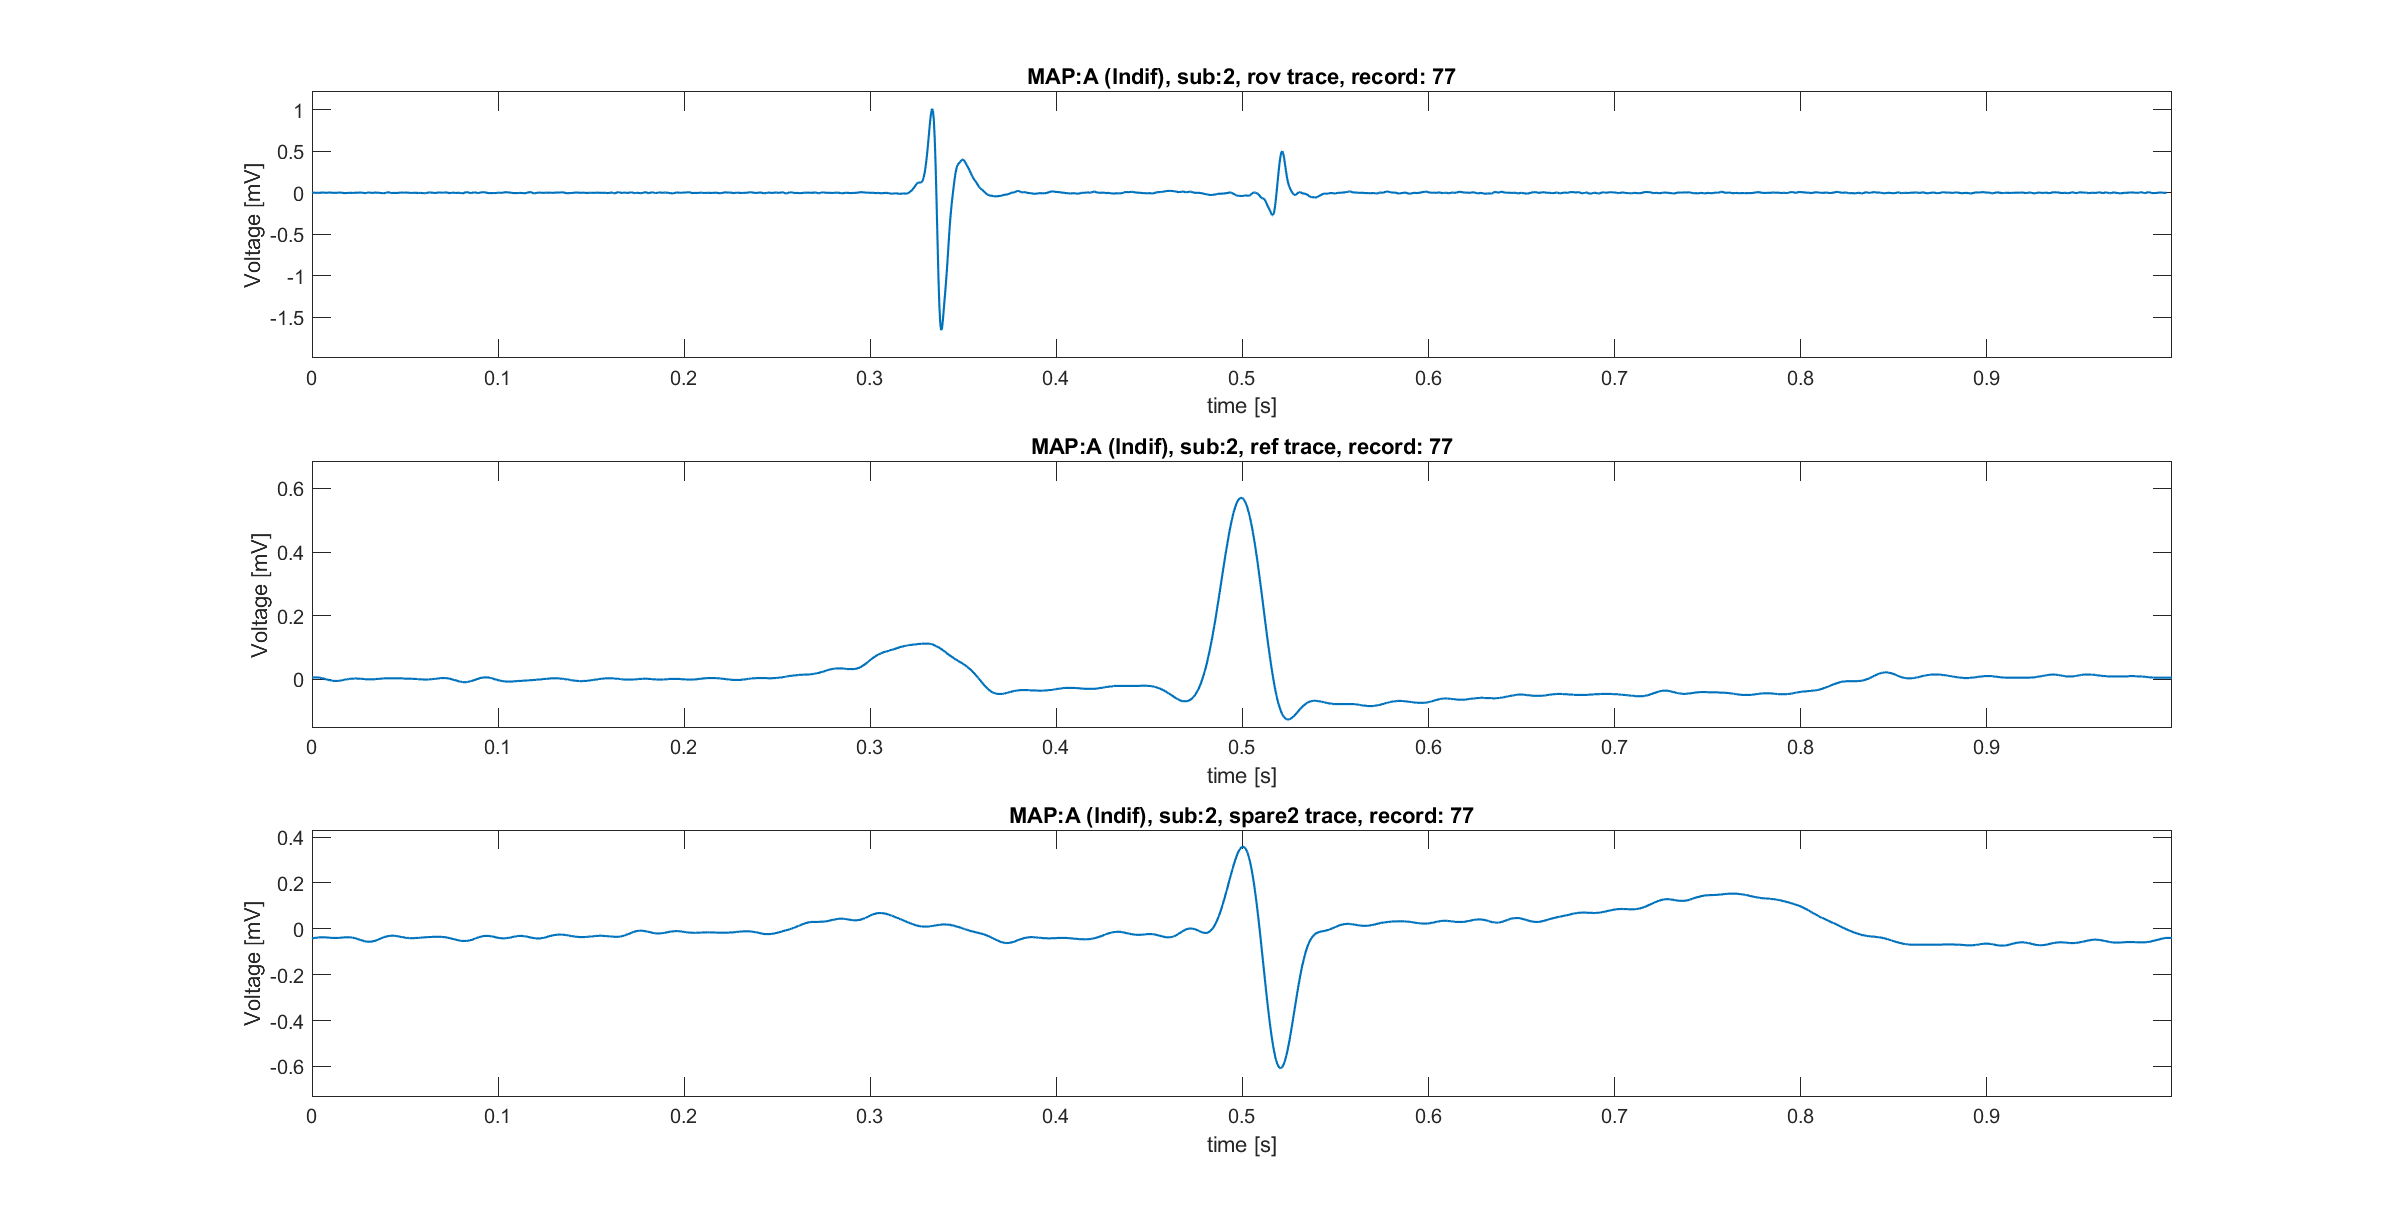 MAP:A (Indif), sub:2, rov trace, record: 77
Voltage [mV]
1
0.5
0
-0.5
-1
-1.5
0 0.1 0.2 0.3 0.4 0.5 0.6 0.7 0.8 0.9
time [s]
MAP:A (Indif), sub:2, ref trace, record: 77
Voltage [mV]
0.6
0.4
0.2
0
0 0.1 0.2 0.3 0.4 0.5 0.6 0.7 0.8 0.9
time [s]
MAP:A (Indif), sub:2, spare2 trace, record: 77
Voltage [mV]
0.4
0.2
0
-0.2
-0.4
-0.6
0 0.1 0.2 0.3 0.4 0.5 0.6 0.7 0.8 0.9
time [s]